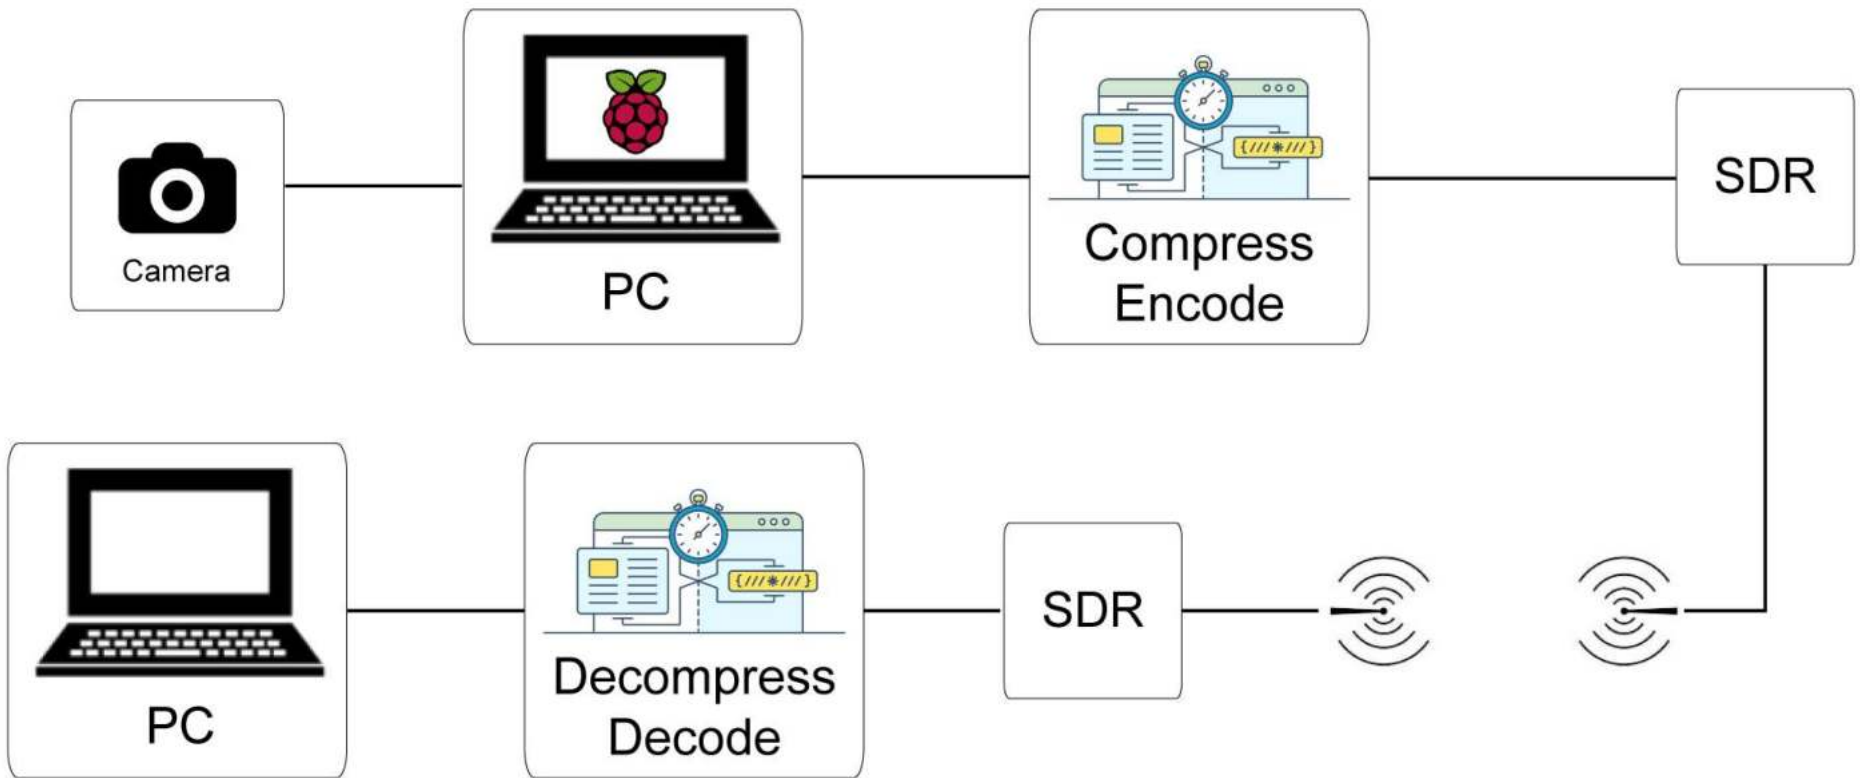 Camera
PC
Compress
Encode
SDR
PC
Decompress
Decode
SDR